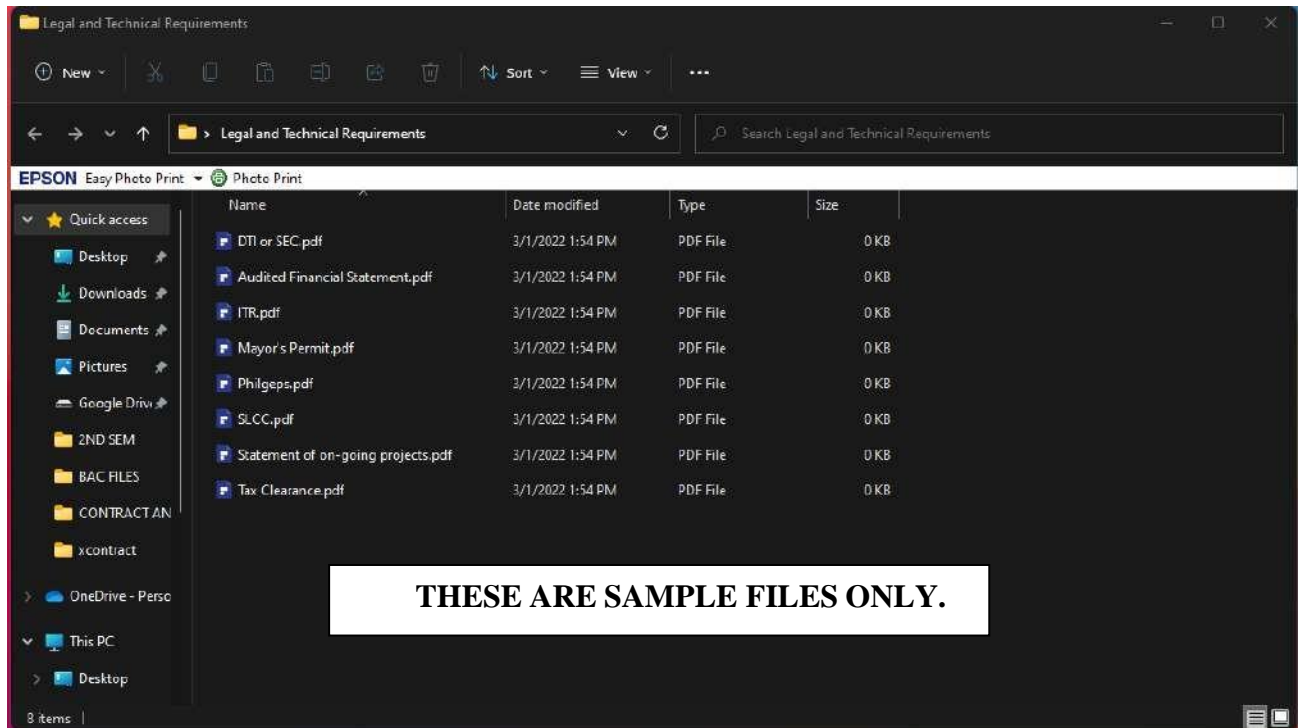 Legal and Technical Requirements
New
Sort
View
Legal and Technical Requirements
Search Legal and Technical Requirements
EPSON Easy Photo Print Photo Print
Name Date modified Type Size
Quick access
Desktop
Downloads
Documents
Pictures
Google Driv
2ND SEM
BAC FILES
CONTRACT AN
xcontract
OneDrive - Perso
This PC
Desktop
DTI or SEC.pdf 3/1/2022 1:54 PM PDF File 0 KB
Audited Financial Statement.pdf 3/1/2022 1:54 PM PDF File 0 KB
ITR.pdf 3/1/2022 1:54 PM PDF File 0 KB
Mayor's Permit.pdf 3/1/2022 1:54 PM PDF File 0 KB
Philgeps.pdf 3/1/2022 1:54 PM PDF File 0 KB
SLCC.pdf 3/1/2022 1:54 PM PDF File 0 KB
Statement of on-going projects.pdf 3/1/2022 1:54 PM PDF File 0 KB
Tax Clearance.pdf 3/1/2022 1:54 PM PDF File 0 KB
THESE ARE SAMPLE FILES ONLY.
8 items